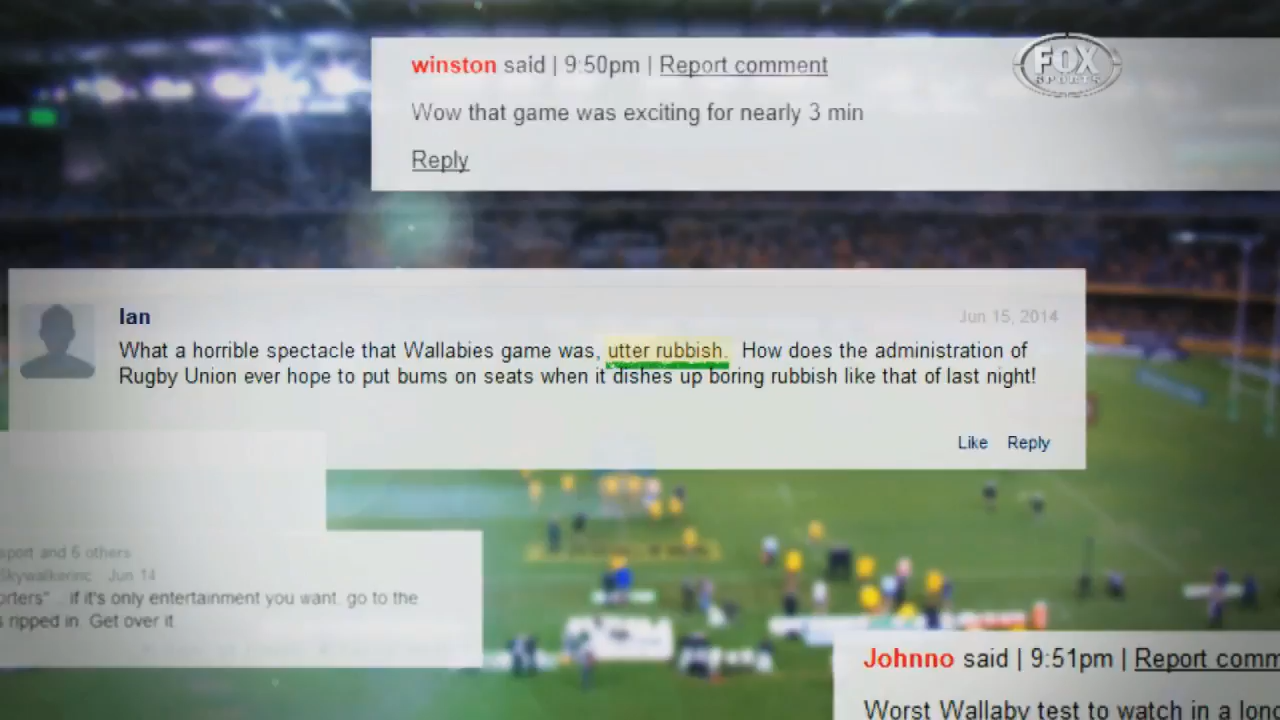 FOX
SPORTS
winston said | 9:50pm | Report comment
Wow that game was exciting for nearly 3 min
Reply
Ian
Jun 15, 2014
What a horrible spectacle that Wallabies game was, utter rubbish. How does the administration of
Rugby Union ever hope to put bums on seats when it dishes up boring rubbish like that of last night!
Like Reply
sport and 6 others
Skywalkerinc Jun 14
orters" if it's only entertainment you want. go to the
s ripped in Get over it
Johnno said | 9:51pm | Report comm
Worst Wallaby test to watch in a long